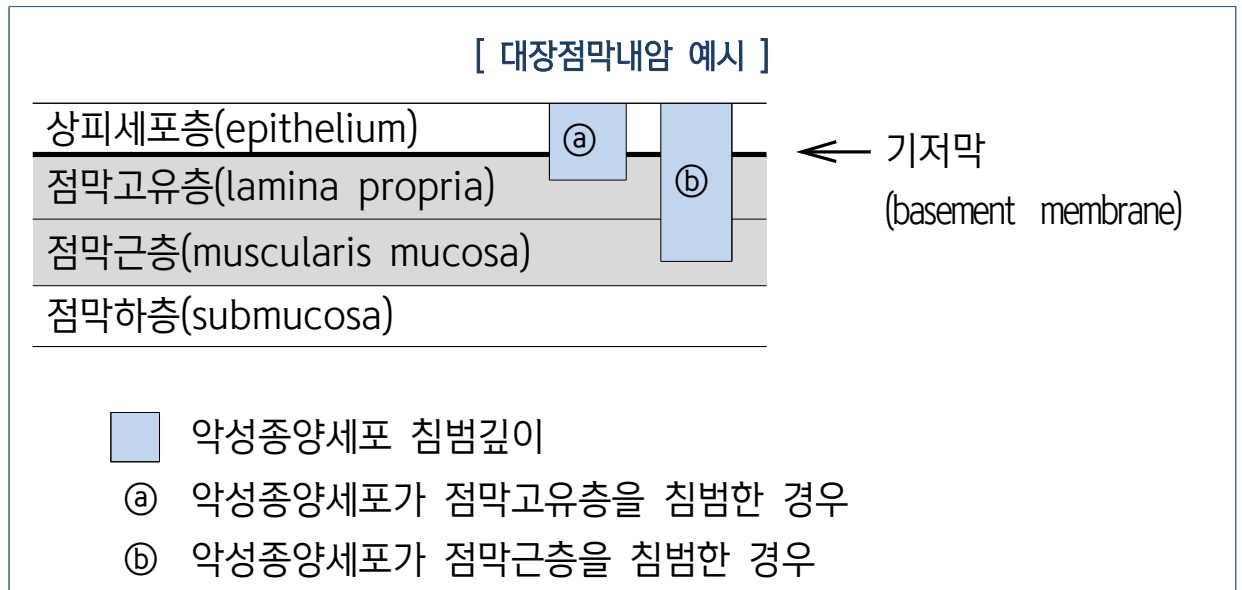 [ 대장점막내암 예시 ]
상피세포층(epithelium)
ⓐ
기저막
점막고유층(lamina propria)
ⓑ
(basement membrane)
점막근층(muscularis mucosa)
점막하층(submucosa)
악성종양세포 침범깊이
ⓐ 악성종양세포가 점막고유층을 침범한 경우
ⓑ 악성종양세포가 점막근층을 침범한 경우